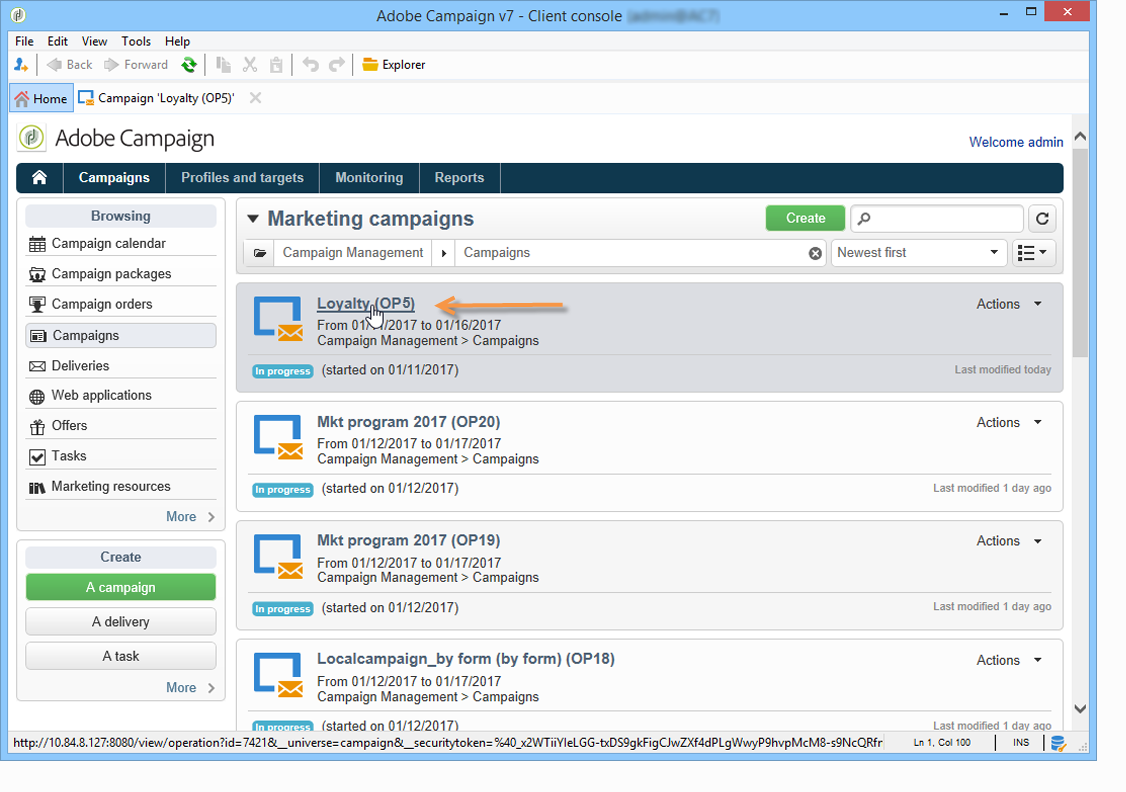 Adobe Campaign v7 - Client console
File Edit View Tools Help
Back Forward Explorer
Home Campaign 'Loyalty (OP5)'
Adobe Campaign
Welcome admin
Campaigns Profiles and targets Monitoring Reports
Browsing
Campaign calendar
Campaign packages
Campaign orders
Campaigns
Deliveries
Web applications
Offers
Tasks
Marketing resources
More
Create
A campaign
A delivery
A task
More
Marketing campaigns
Create
Campaign Management Campaigns Newest first
Loyalty (OP5) Actions
From 01/11/2017 to 01/16/2017
Campaign Management > Campaigns
In progress (started on 01/11/2017) Last modified today
Mkt program 2017 (OP20) Actions
From 01/12/2017 to 01/17/2017
Campaign Management > Campaigns
In progress (started on 01/12/2017) Last modified 1 day ago
Mkt program 2017 (OP19) Actions
From 01/12/2017 to 01/17/2017
Campaign Management > Campaigns
In progress (started on 01/12/2017) Last modified 1 day ago
Localcampaign_by form (by form) (OP18) Actions
From 01/12/2017 to 01/17/2017
Campaign Management > Campaigns
In progress (started on 01/12/2017) Last modified 1 day ago
http://10.84.8.127:8080/view/operation?id=7421&__universe=campaign&__securitytoken=%40_x2WTiiYIeLGG-txDS9gkFigCJwZXf4dPLgWwyP9hvpMcM8-s9NcQRfr Ln 1, Col 100 INS